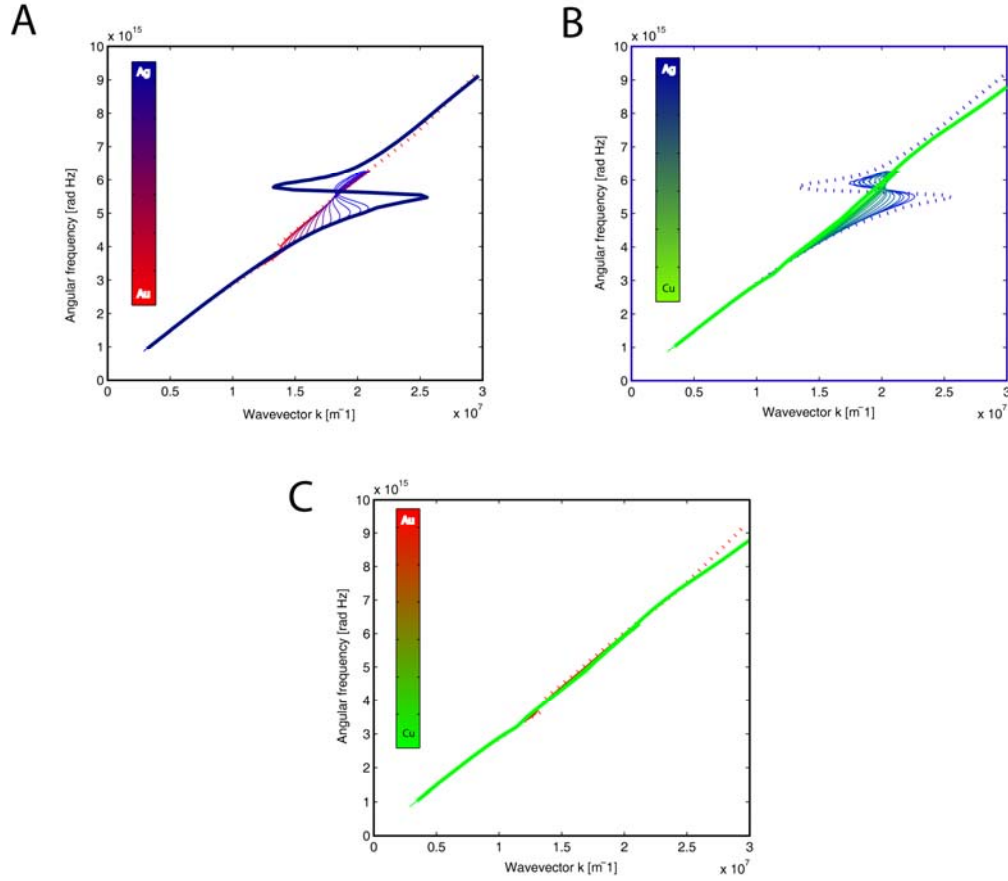 A
x 10 15
10
9
8
7
6
5
4
3
2
1
0
Angular frequency [rad Hz]
Ag
Au
0 0.5 1 1.5 2 2.5 3
Wavevector k [m⁻1]
x 10 7
B
x 10 15
10
9
8
7
6
5
4
3
2
1
0
Angular frequency [rad Hz]
Ag
Cu
0 0.5 1 1.5 2 2.5 3
Wavevector k [m⁻1]
x 10 7
C
x 10 15
10
9
8
7
6
5
4
3
2
1
0
Angular frequency [rad Hz]
Au
Cu
0 0.5 1 1.5 2 2.5 3
Wavevector k [m⁻1]
x 10 7